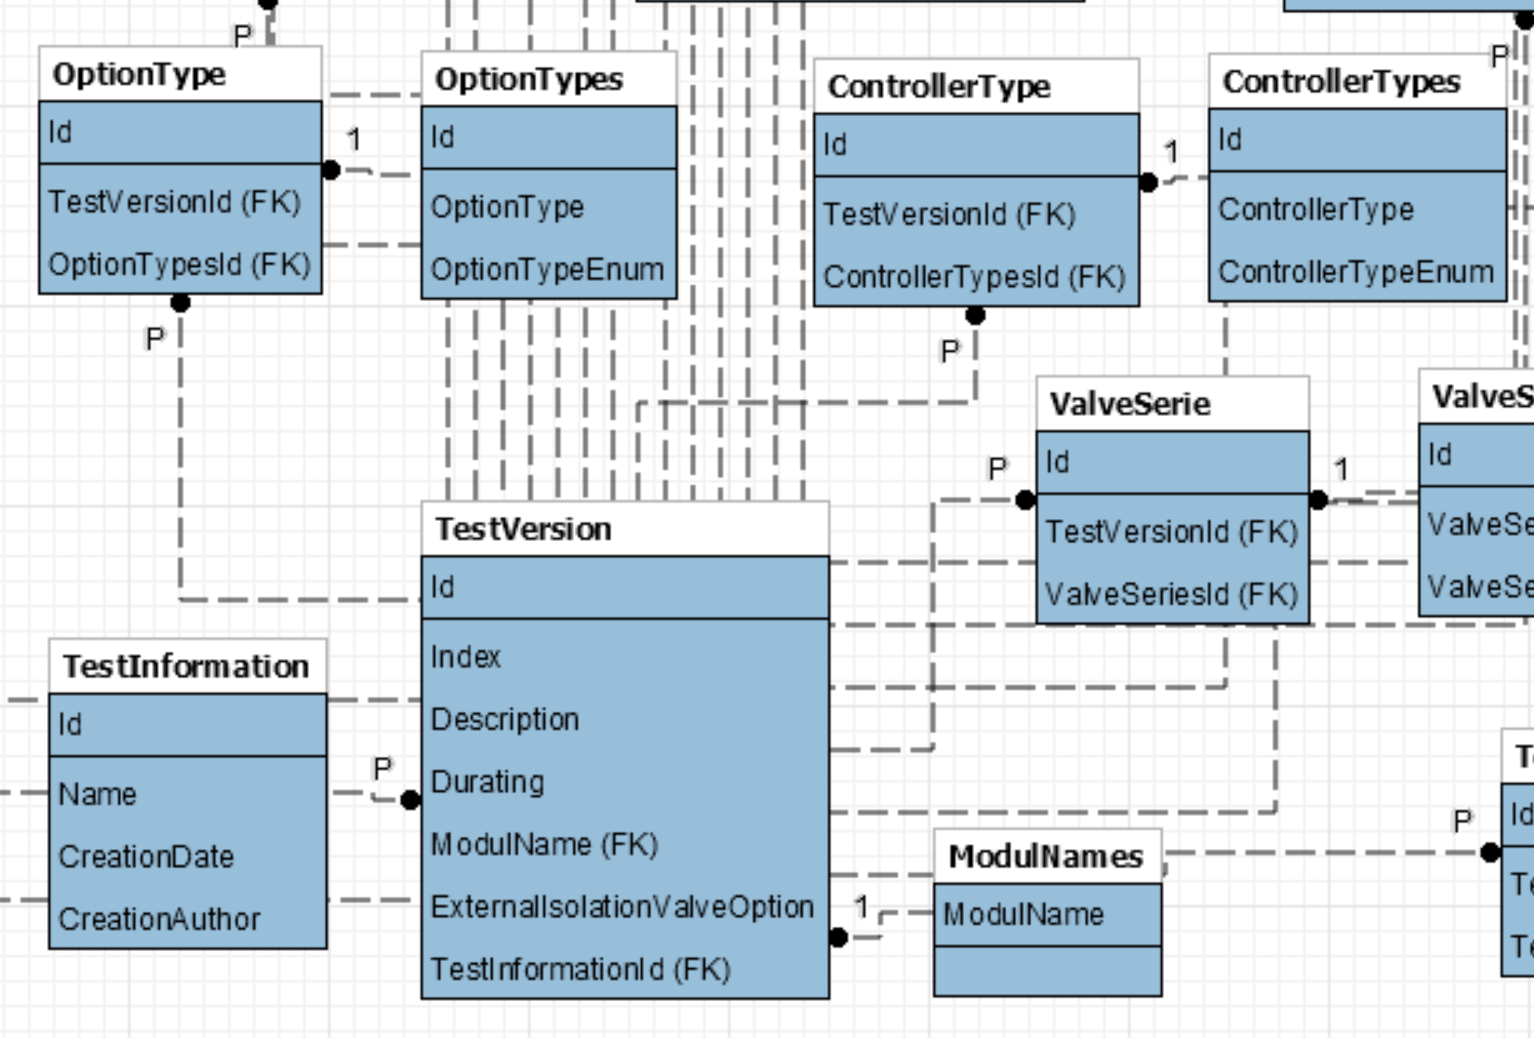 P
OptionType
Id
TestVersionId (FK)
OptionTypesId (FK)
1
P
OptionTypes
Id
OptionType
OptionTypeEnum
ControllerType
Id
TestVersionId (FK)
ControllerTypesId (FK)
1
P
ControllerTypes
Id
ControllerType
ControllerTypeEnum
P
ValveSerie
Id
TestVersionId (FK)
ValveSeriesId (FK)
P
1
ValveS
Id
ValveSe
ValveSe
TestVersion
Id
Index
Description
Durating
ModulName (FK)
ExternalIsolationValveOption
TestInformationId (FK)
TestInformation
Id
Name
CreationDate
CreationAuthor
P
1
ModulNames
ModulName
P
Id
Te
Te